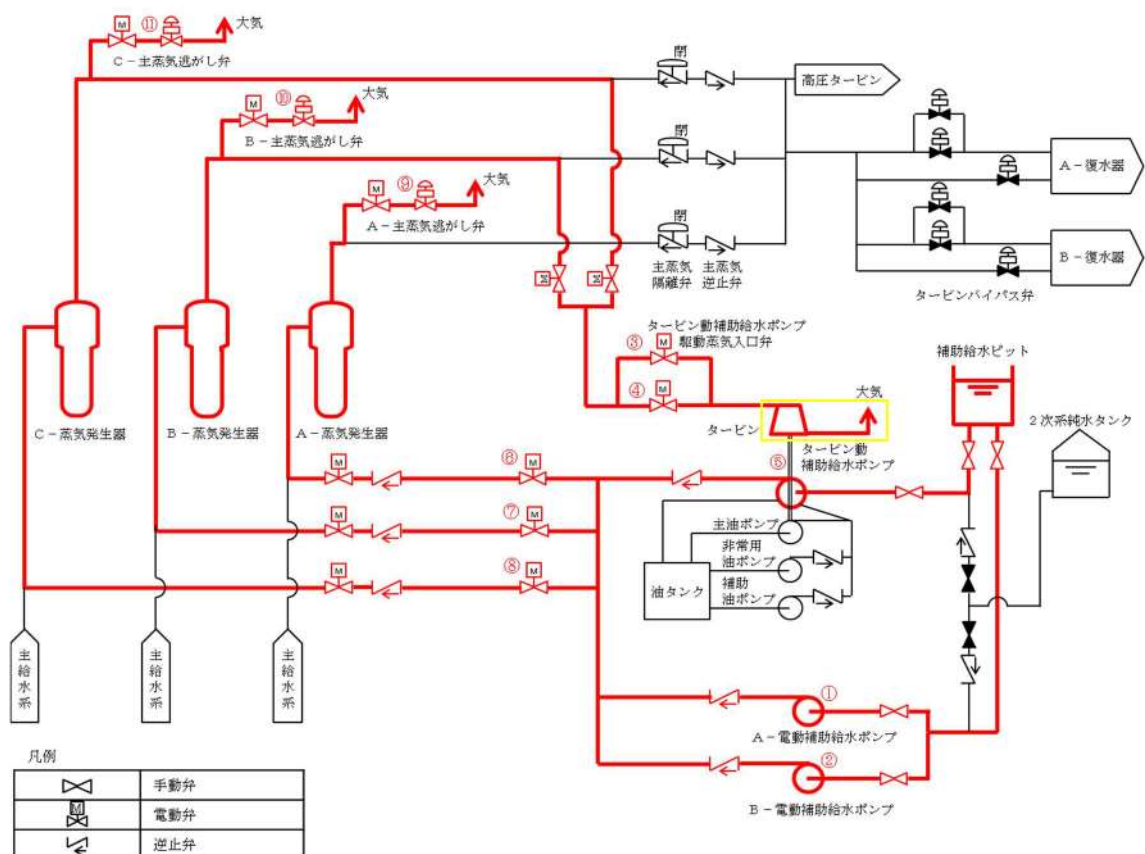 大気
M
⑪
C-主蒸気逃がし弁
閉
高圧タービン
大気
M
⑩
B-主蒸気逃がし弁
閉
A-復水器
大気
M
⑨
A-主蒸気逃がし弁
閉
主蒸気
隔離弁
主蒸気
逆止弁
B-復水器
タービンバイパス弁
M
M
タービン動補助給水ポンプ
駆動蒸気入口弁
③
M
④
M
補助給水ピット
大気
タービン
2次系純水タンク
C-蒸気発生器
B-蒸気発生器
A-蒸気発生器
タービン動
補助給水ポンプ
⑤
M
⑥
M
M
⑦
M
M
⑧
M
主油ポンプ
非常用
油ポンプ
補助
油ポンプ
油タンク
主給水系
主給水系
主給水系
①
A-電動補助給水ポンプ
②
B-電動補助給水ポンプ
凡例
手動弁
M
電動弁
逆止弁